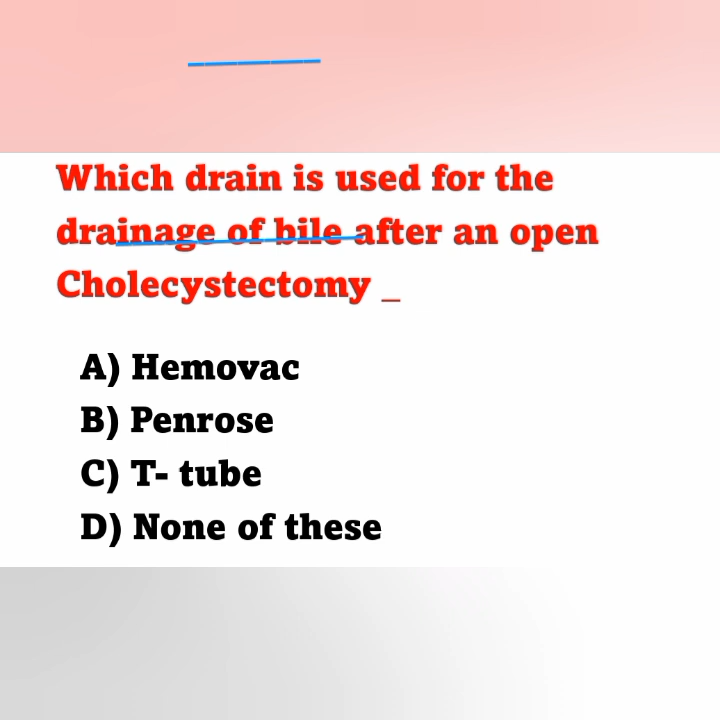 Which drain is used for the
drainage of bile after an open
Cholecystectomy _
A) Hemovac
B) Penrose
C) T- tube
D) None of these